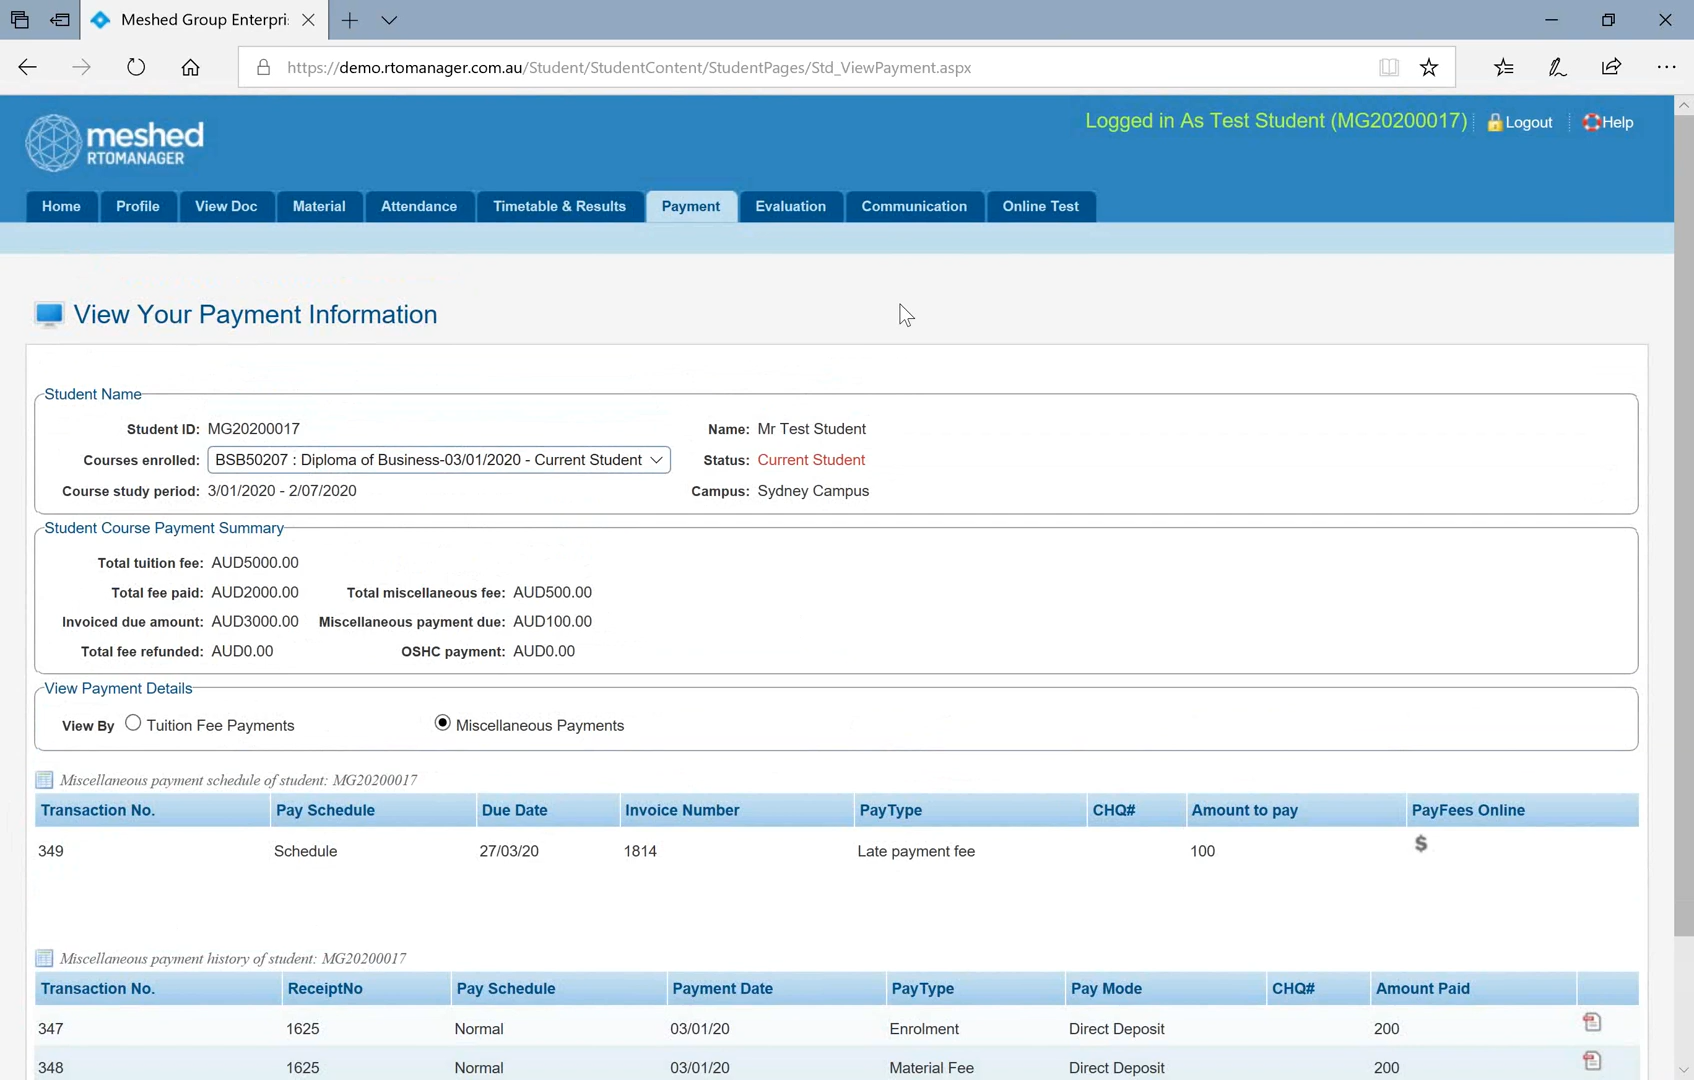 Meshed Group Enterpri
https://demo.rtomanager.com.au/Student/StudentContent/StudentPages/Std_ViewPayment.aspx
Logged in As Test Student (MG20200017) Logout Help
meshed
RTOMANAGER
Home Profile View Doc Material Attendance Timetable & Results Payment Evaluation Communication Online Test
View Your Payment Information
Student Name
Student ID: MG20200017 Name: Mr Test Student
Courses enrolled: BSB50207 : Diploma of Business-03/01/2020 - Current Student Status: Current Student
Course study period: 3/01/2020 - 2/07/2020 Campus: Sydney Campus
Student Course Payment Summary
Total tuition fee: AUD5000.00
Total fee paid: AUD2000.00 Total miscellaneous fee: AUD500.00
Invoiced due amount: AUD3000.00 Miscellaneous payment due: AUD100.00
Total fee refunded: AUD0.00 OSHC payment: AUD0.00
View Payment Details
View By Tuition Fee Payments Miscellaneous Payments
Miscellaneous payment schedule of student: MG20200017
Transaction No. Pay Schedule Due Date Invoice Number PayType CHQ# Amount to pay PayFees Online
349 Schedule 27/03/20 1814 Late payment fee 100 $
Miscellaneous payment history of student: MG20200017
Transaction No. ReceiptNo Pay Schedule Payment Date PayType Pay Mode CHQ# Amount Paid
347 1625 Normal 03/01/20 Enrolment Direct Deposit 200
348 1625 Normal 03/01/20 Material Fee Direct Deposit 200